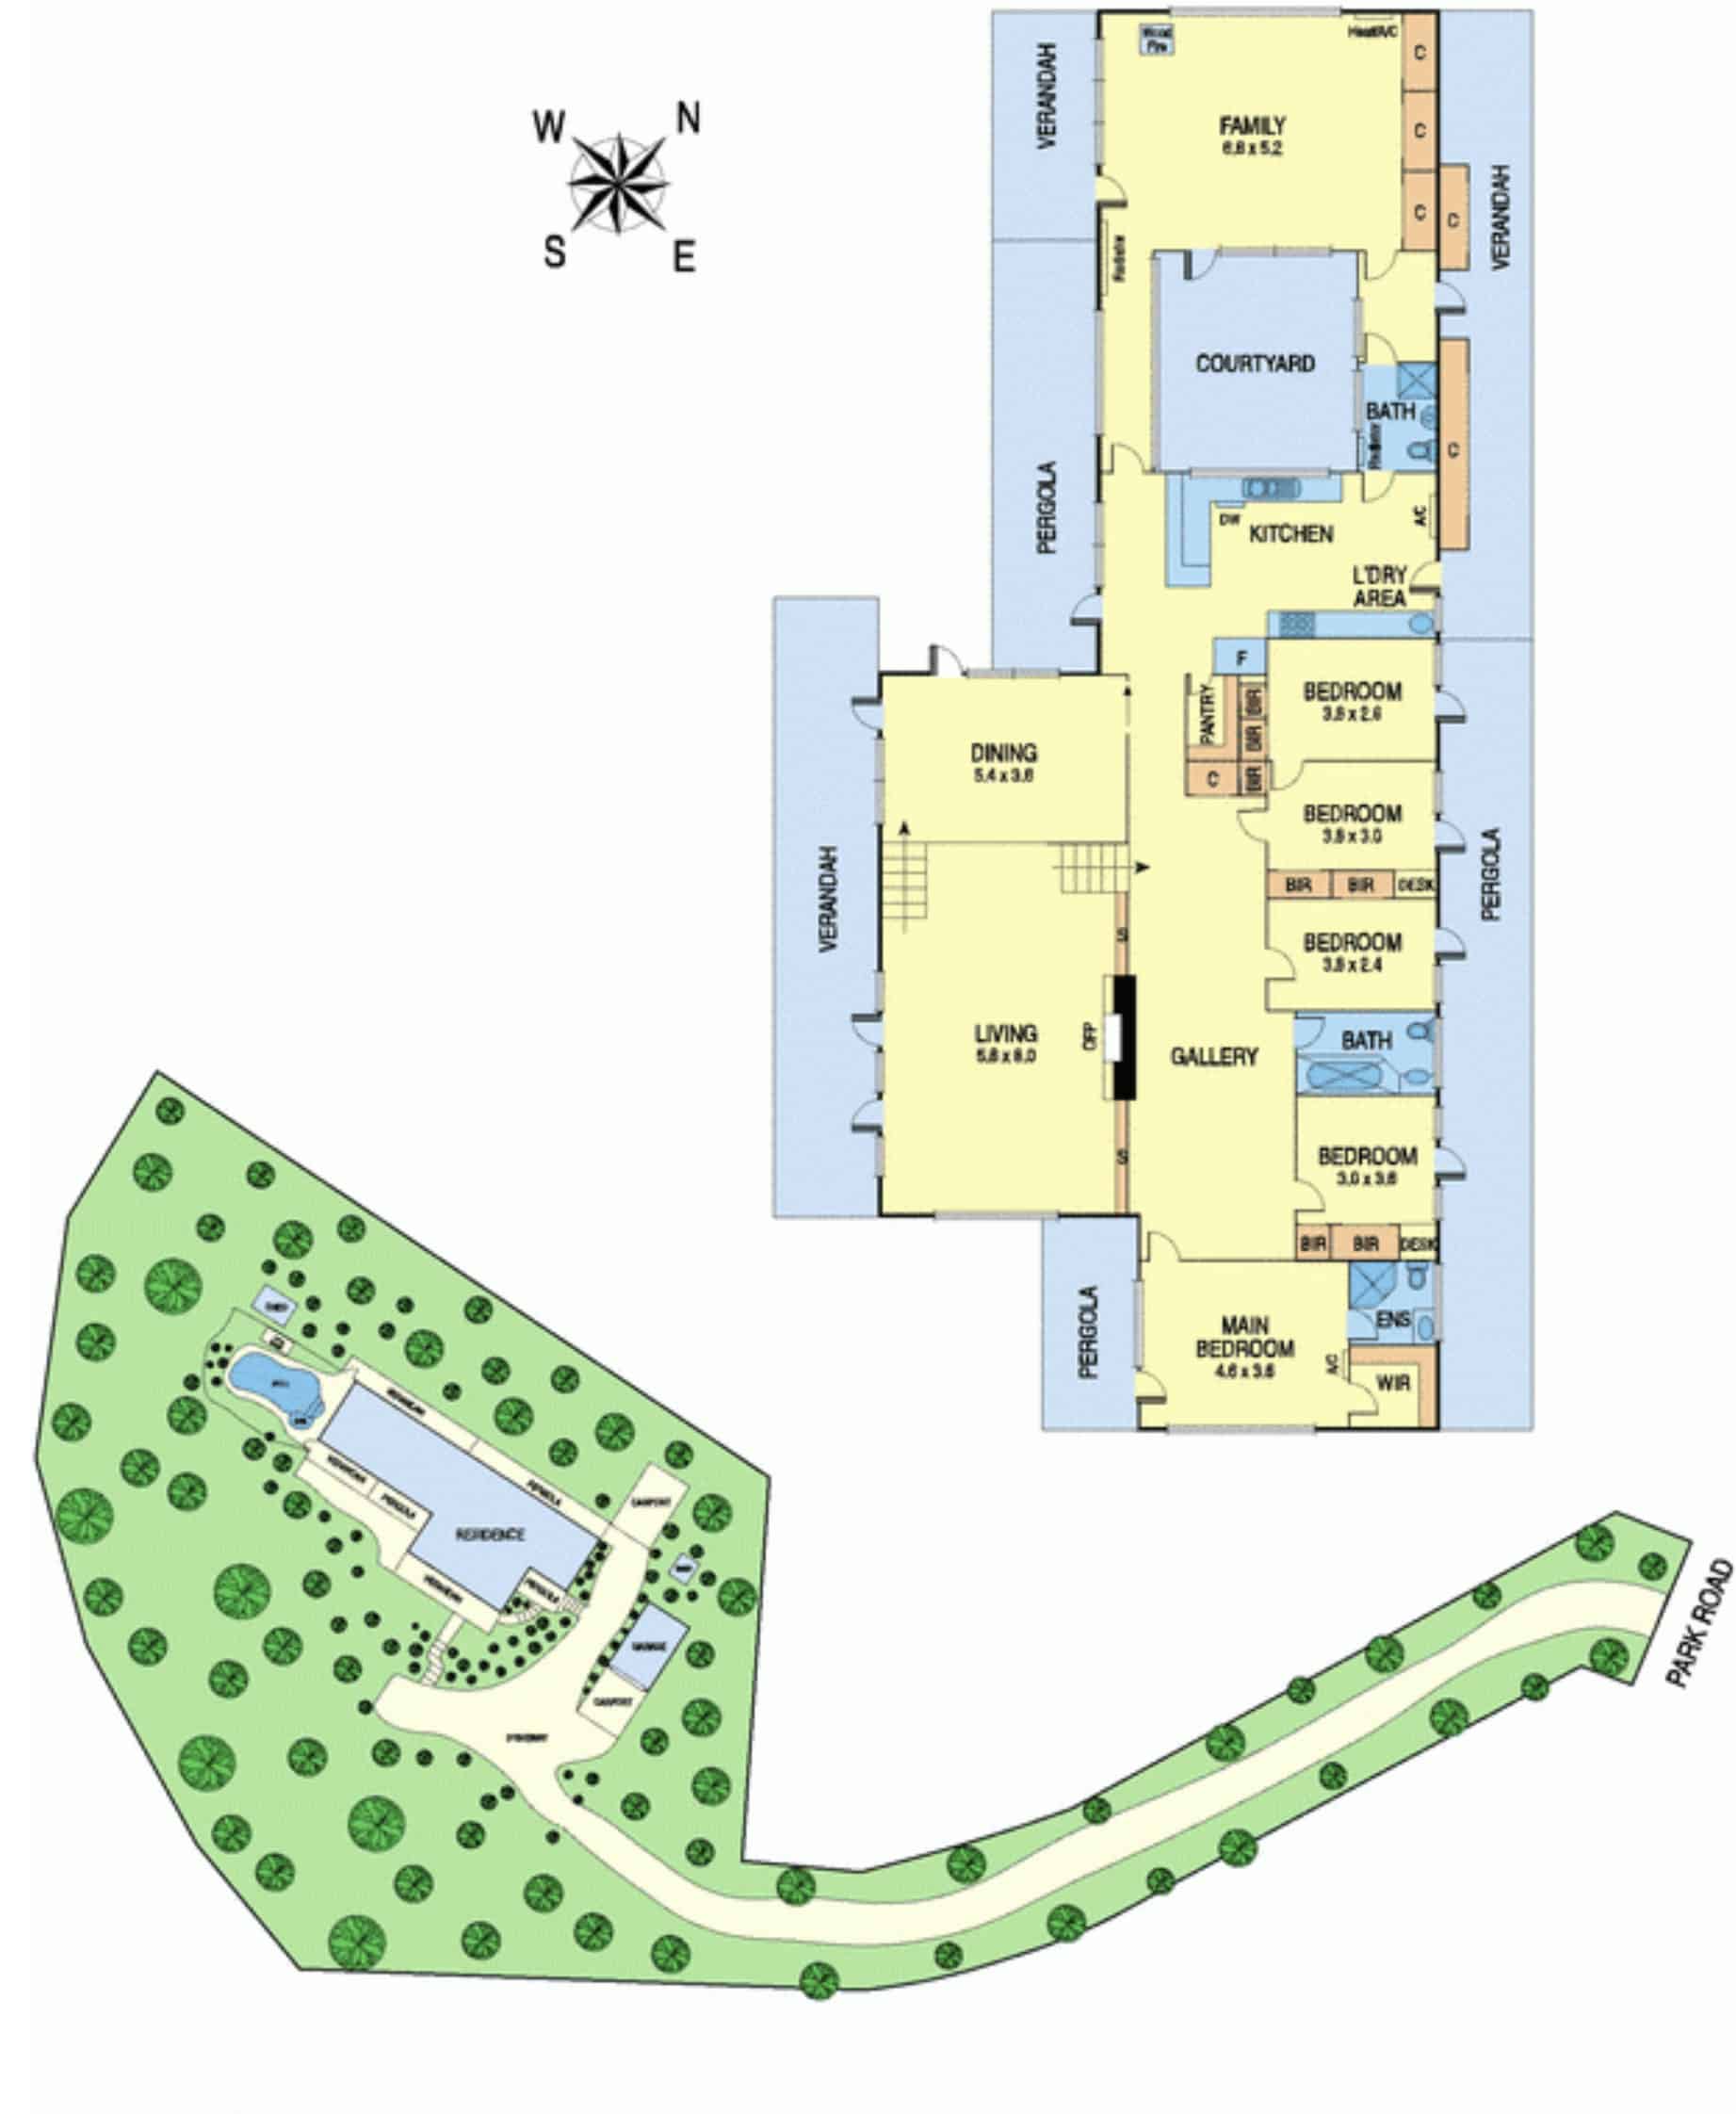 W
N
S
E
VERANDAH
Wood
Fire
Heat/A/C
C
C
C
FAMILY
6.8 x 5.2
C
VERANDAH
COURTYARD
BATH
C
PERGOLA
DW
KITCHEN
A/C
L'DRY
AREA
F
BEDROOM
3.8 x 2.6
PANTRY
BIR
BIR
BIR
C
DINING
5.4 x 3.6
BEDROOM
3.8 x 3.0
BIR
BIR
DESK
VERANDAH
PERGOLA
S
BEDROOM
3.8 x 2.4
LIVING
5.8 x 8.0
OFP
GALLERY
BATH
S
BEDROOM
3.0 x 3.6
BIR
BIR
DESK
PERGOLA
MAIN
BEDROOM
4.6 x 3.6
A/C
ENS
WIR
SHED
POOL
VERANDAH
PERGOLA
VERANDAH
PERGOLA
RESIDENCE
CARPORT
VERANDAH
PERGOLA
GARAGE
CARPORT
DRIVEWAY
PARK ROAD